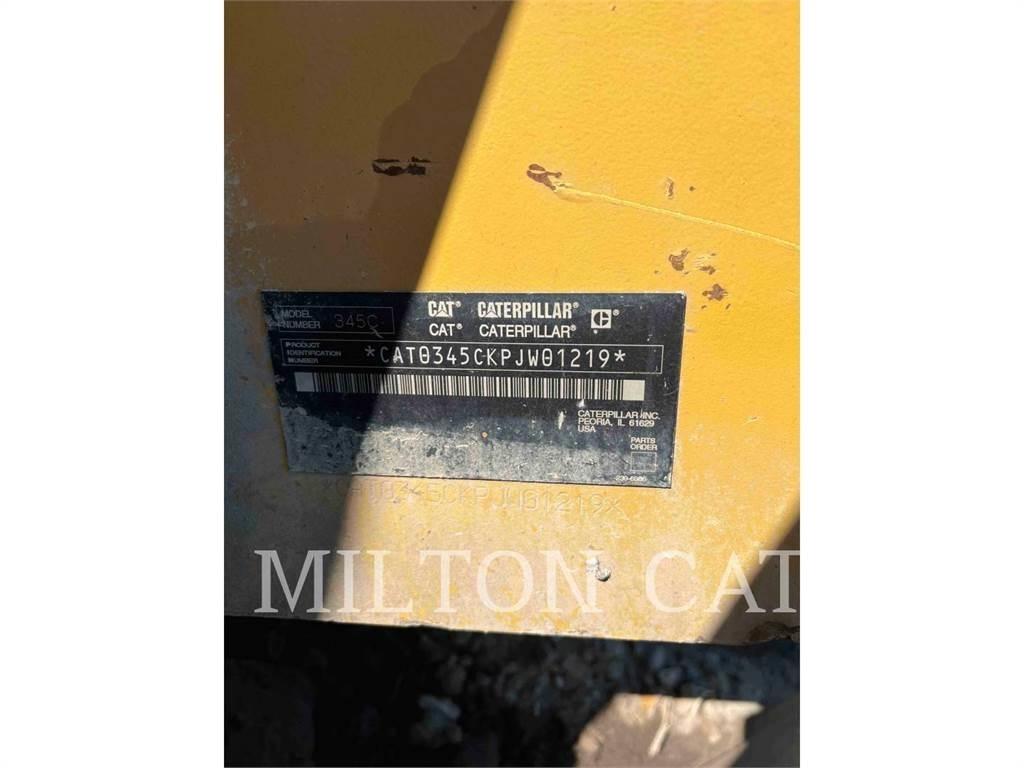 CAT® CATERPILLAR®
CAT® CATERPILLAR®
MODEL NUMBER 345C
PRODUCT IDENTIFICATION NUMBER *CAT0345CKPJW01219*
CATERPILLAR INC.
PEORIA, IL 61629
USA
PARTS
ORDER
CAT0345CKPJW01219
MILTON CAT